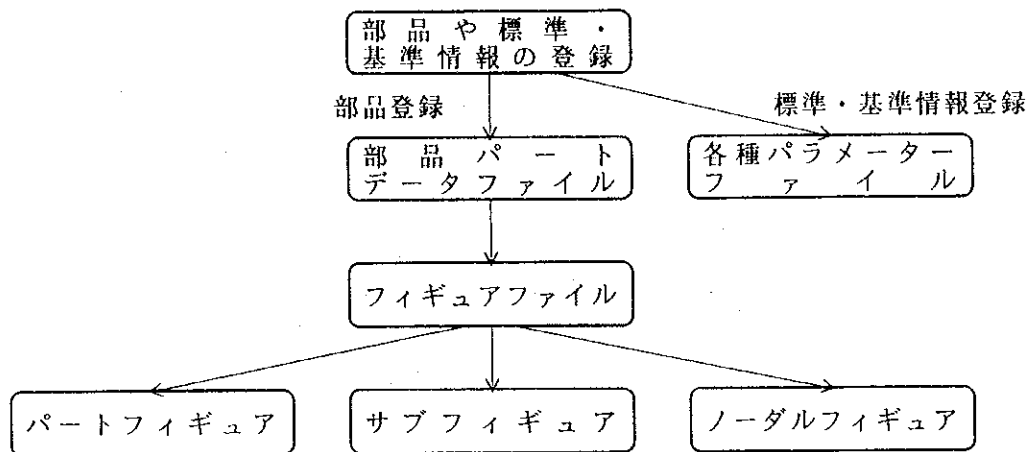 部品や標準・
基準情報の登録
部品登録
標準・基準情報登録
部品パート
データファイル
各種パラメーター
ファイル
フィギュアファイル
パートフィギュア
サブフィギュア
ノーダルフィギュア